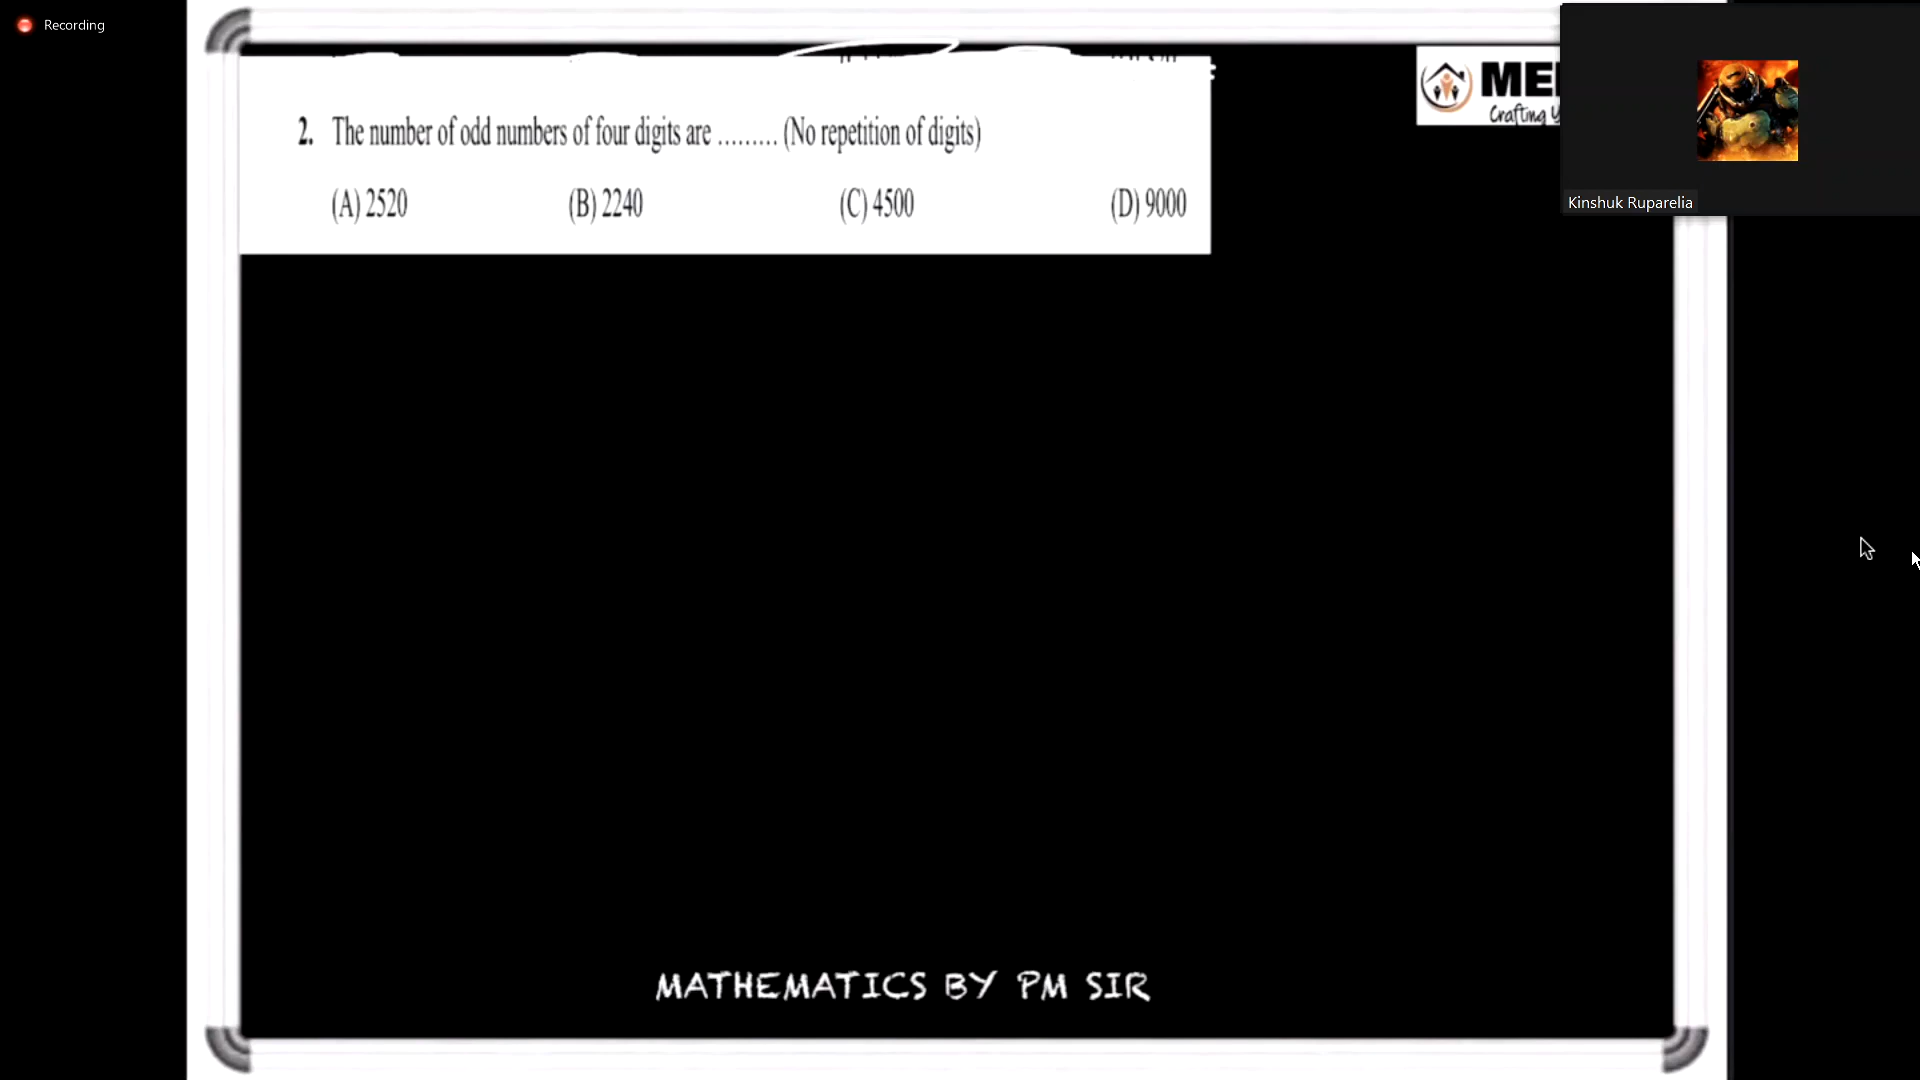 Recording
2. The number of odd numbers of four digits are ......... (No repetition of digits)
(A) 2520 (B) 2240 (C) 4500 (D) 9000
Crafting
Kinshuk Ruparelia
MATHEMATICS BY PM SIR